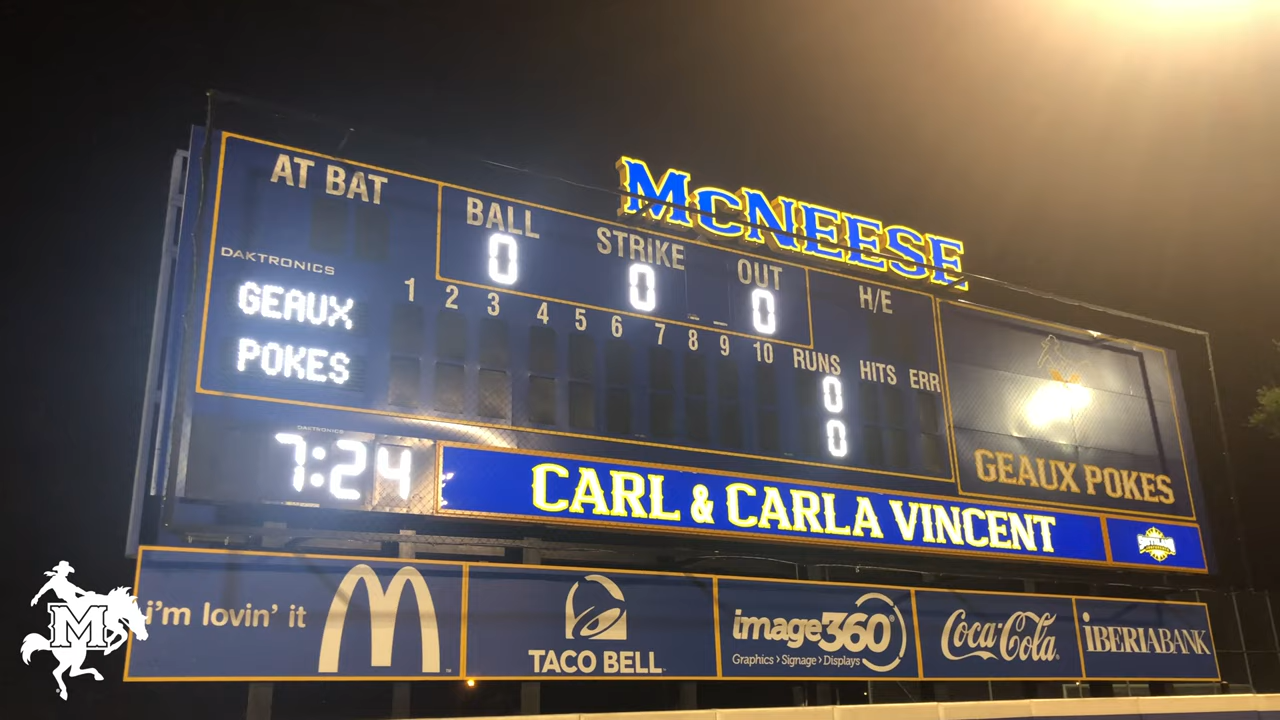 McNEESE
AT BAT
BALL STRIKE OUT H/E
0 0 0
DAKTRONICS
1 2 3 4 5 6 7 8 9 10 RUNS HITS ERR
GEAUX 0
POKES 0
DAKTRONICS
7:24
CARL & CARLA VINCENT
GEAUX POKES
SOUTHLAND
i'm lovin' it
TACO BELL
image360
Graphics › Signage › Displays
Coca-Cola
IBERIABANK
M